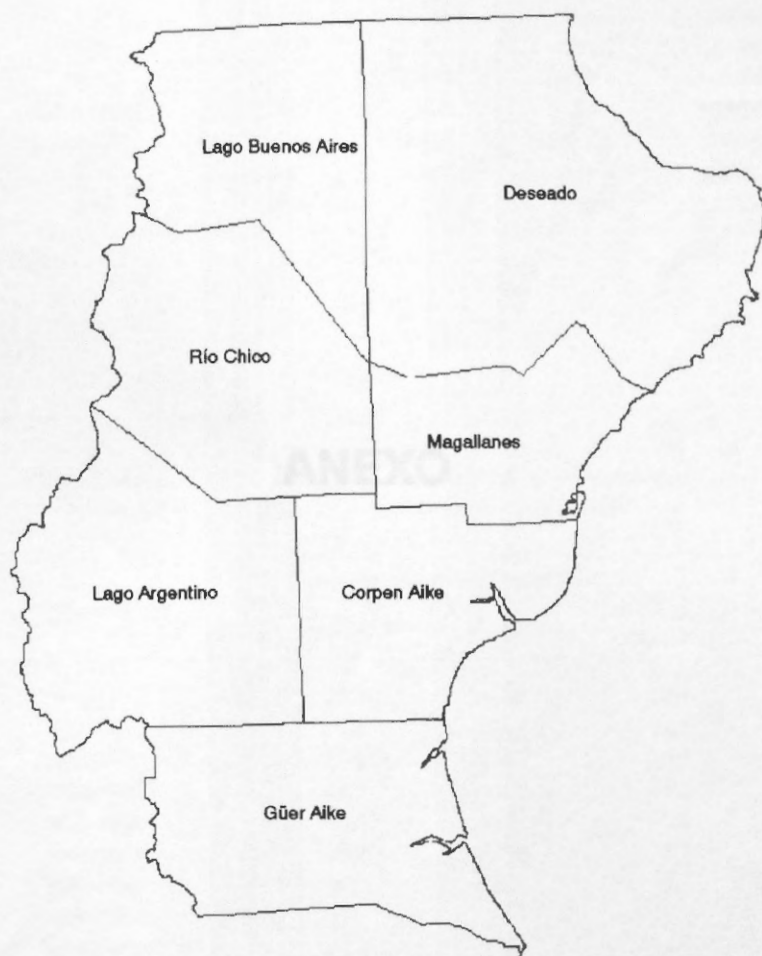 Lago Buenos Aires
Deseado
Río Chico
Magallanes
ANEXO
Lago Argentino
Corpen Aike
Güer Aike